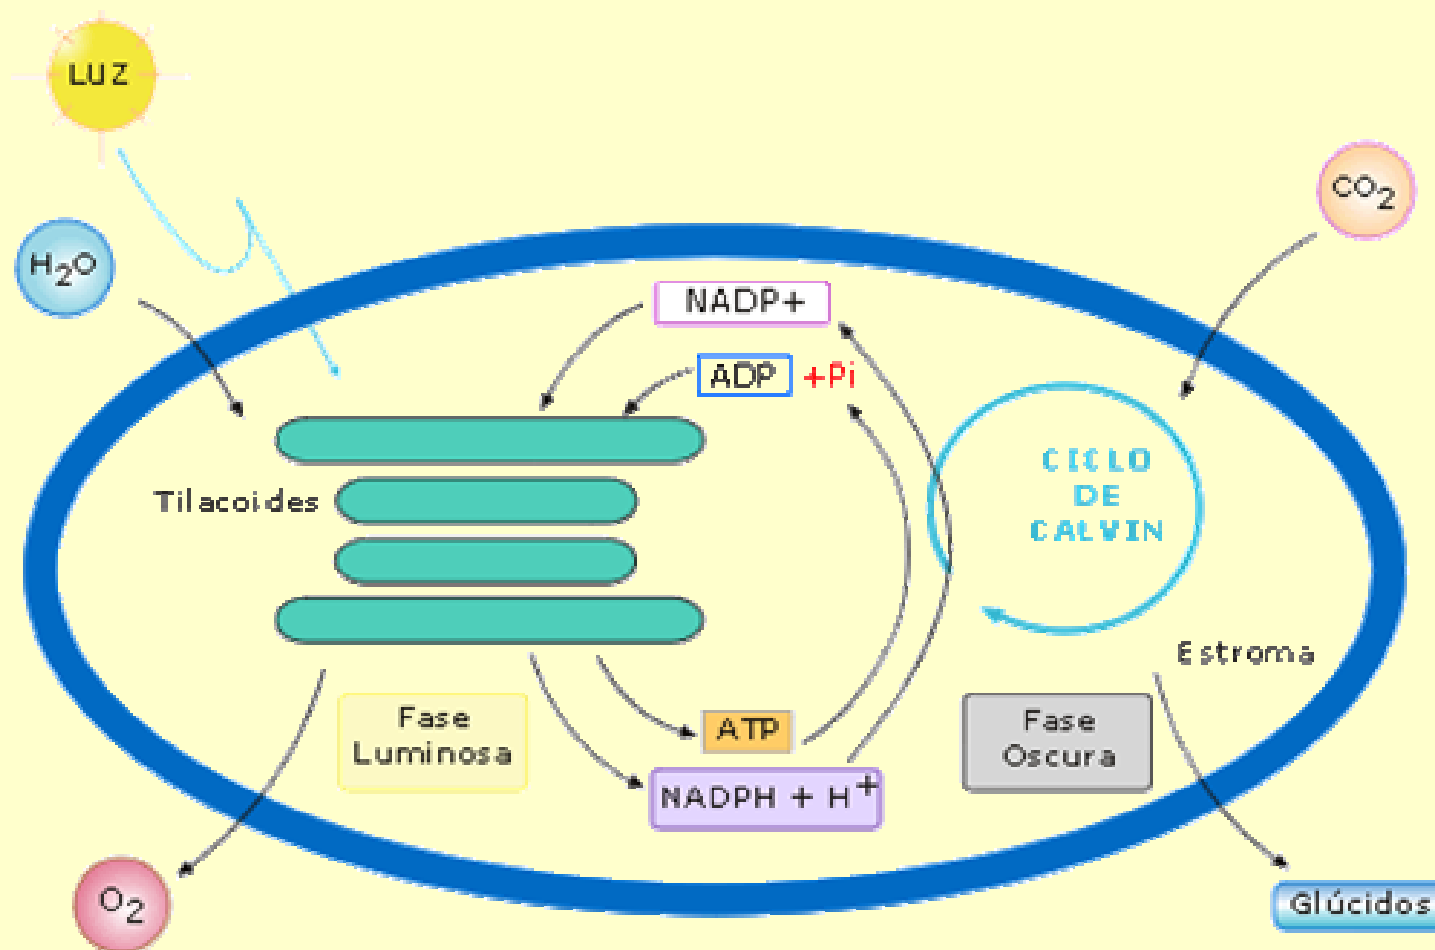 LUZ
H₂O
CO₂
NADP+
ADP +Pi
Tilacoides
CICLO
DE
CALVIN
Estroma
Fase
Luminosa
ATP
NADPH + H⁺
Fase
Oscura
O₂
Glúcidos